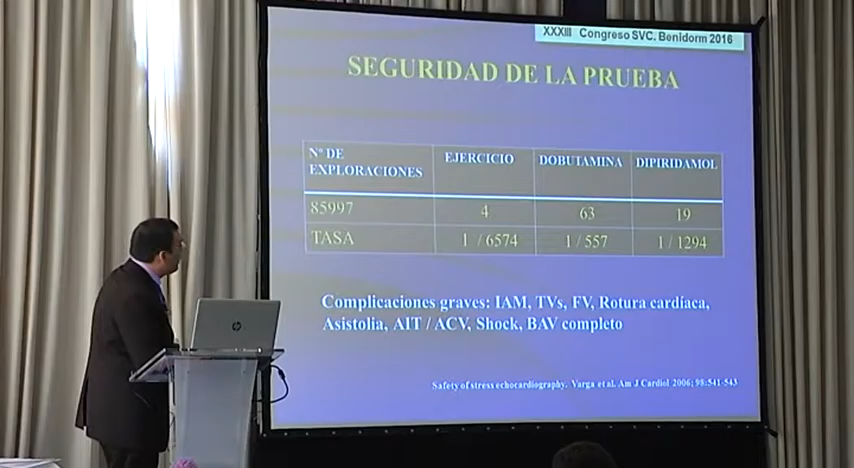 XXXIII Congreso SVC. Benidorm 2016
SEGURIDAD DE LA PRUEBA
Nº DE EXPLORACIONES EJERCICIO DOBUTAMINA DIPIRIDAMOL
85997 4 63 19
TASA 1 / 6574 1 / 557 1 / 1294
Complicaciones graves: IAM, TVs, FV, Rotura cardíaca,
Asistolia, AIT / ACV, Shock, BAV completo
Safety of stress echocardiography. Varga et al. Am J Cardiol 2006; 98:541-543
hp